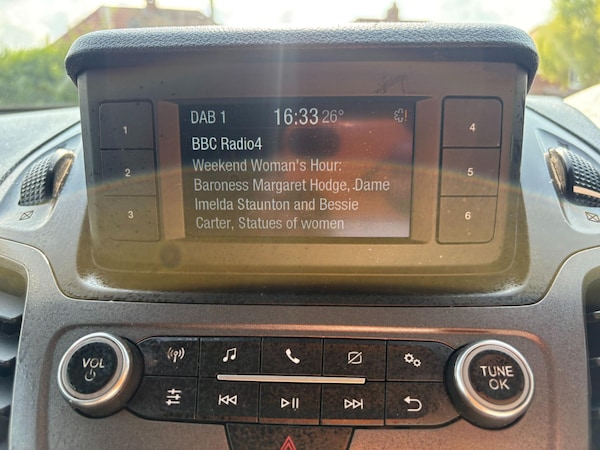 DAB 1 16:33 26°
BBC Radio4
Weekend Woman's Hour:
Baroness Margaret Hodge, Dame
Imelda Staunton and Bessie
Carter, Statues of women
1
2
3
4
5
6
VOL
TUNE
OK